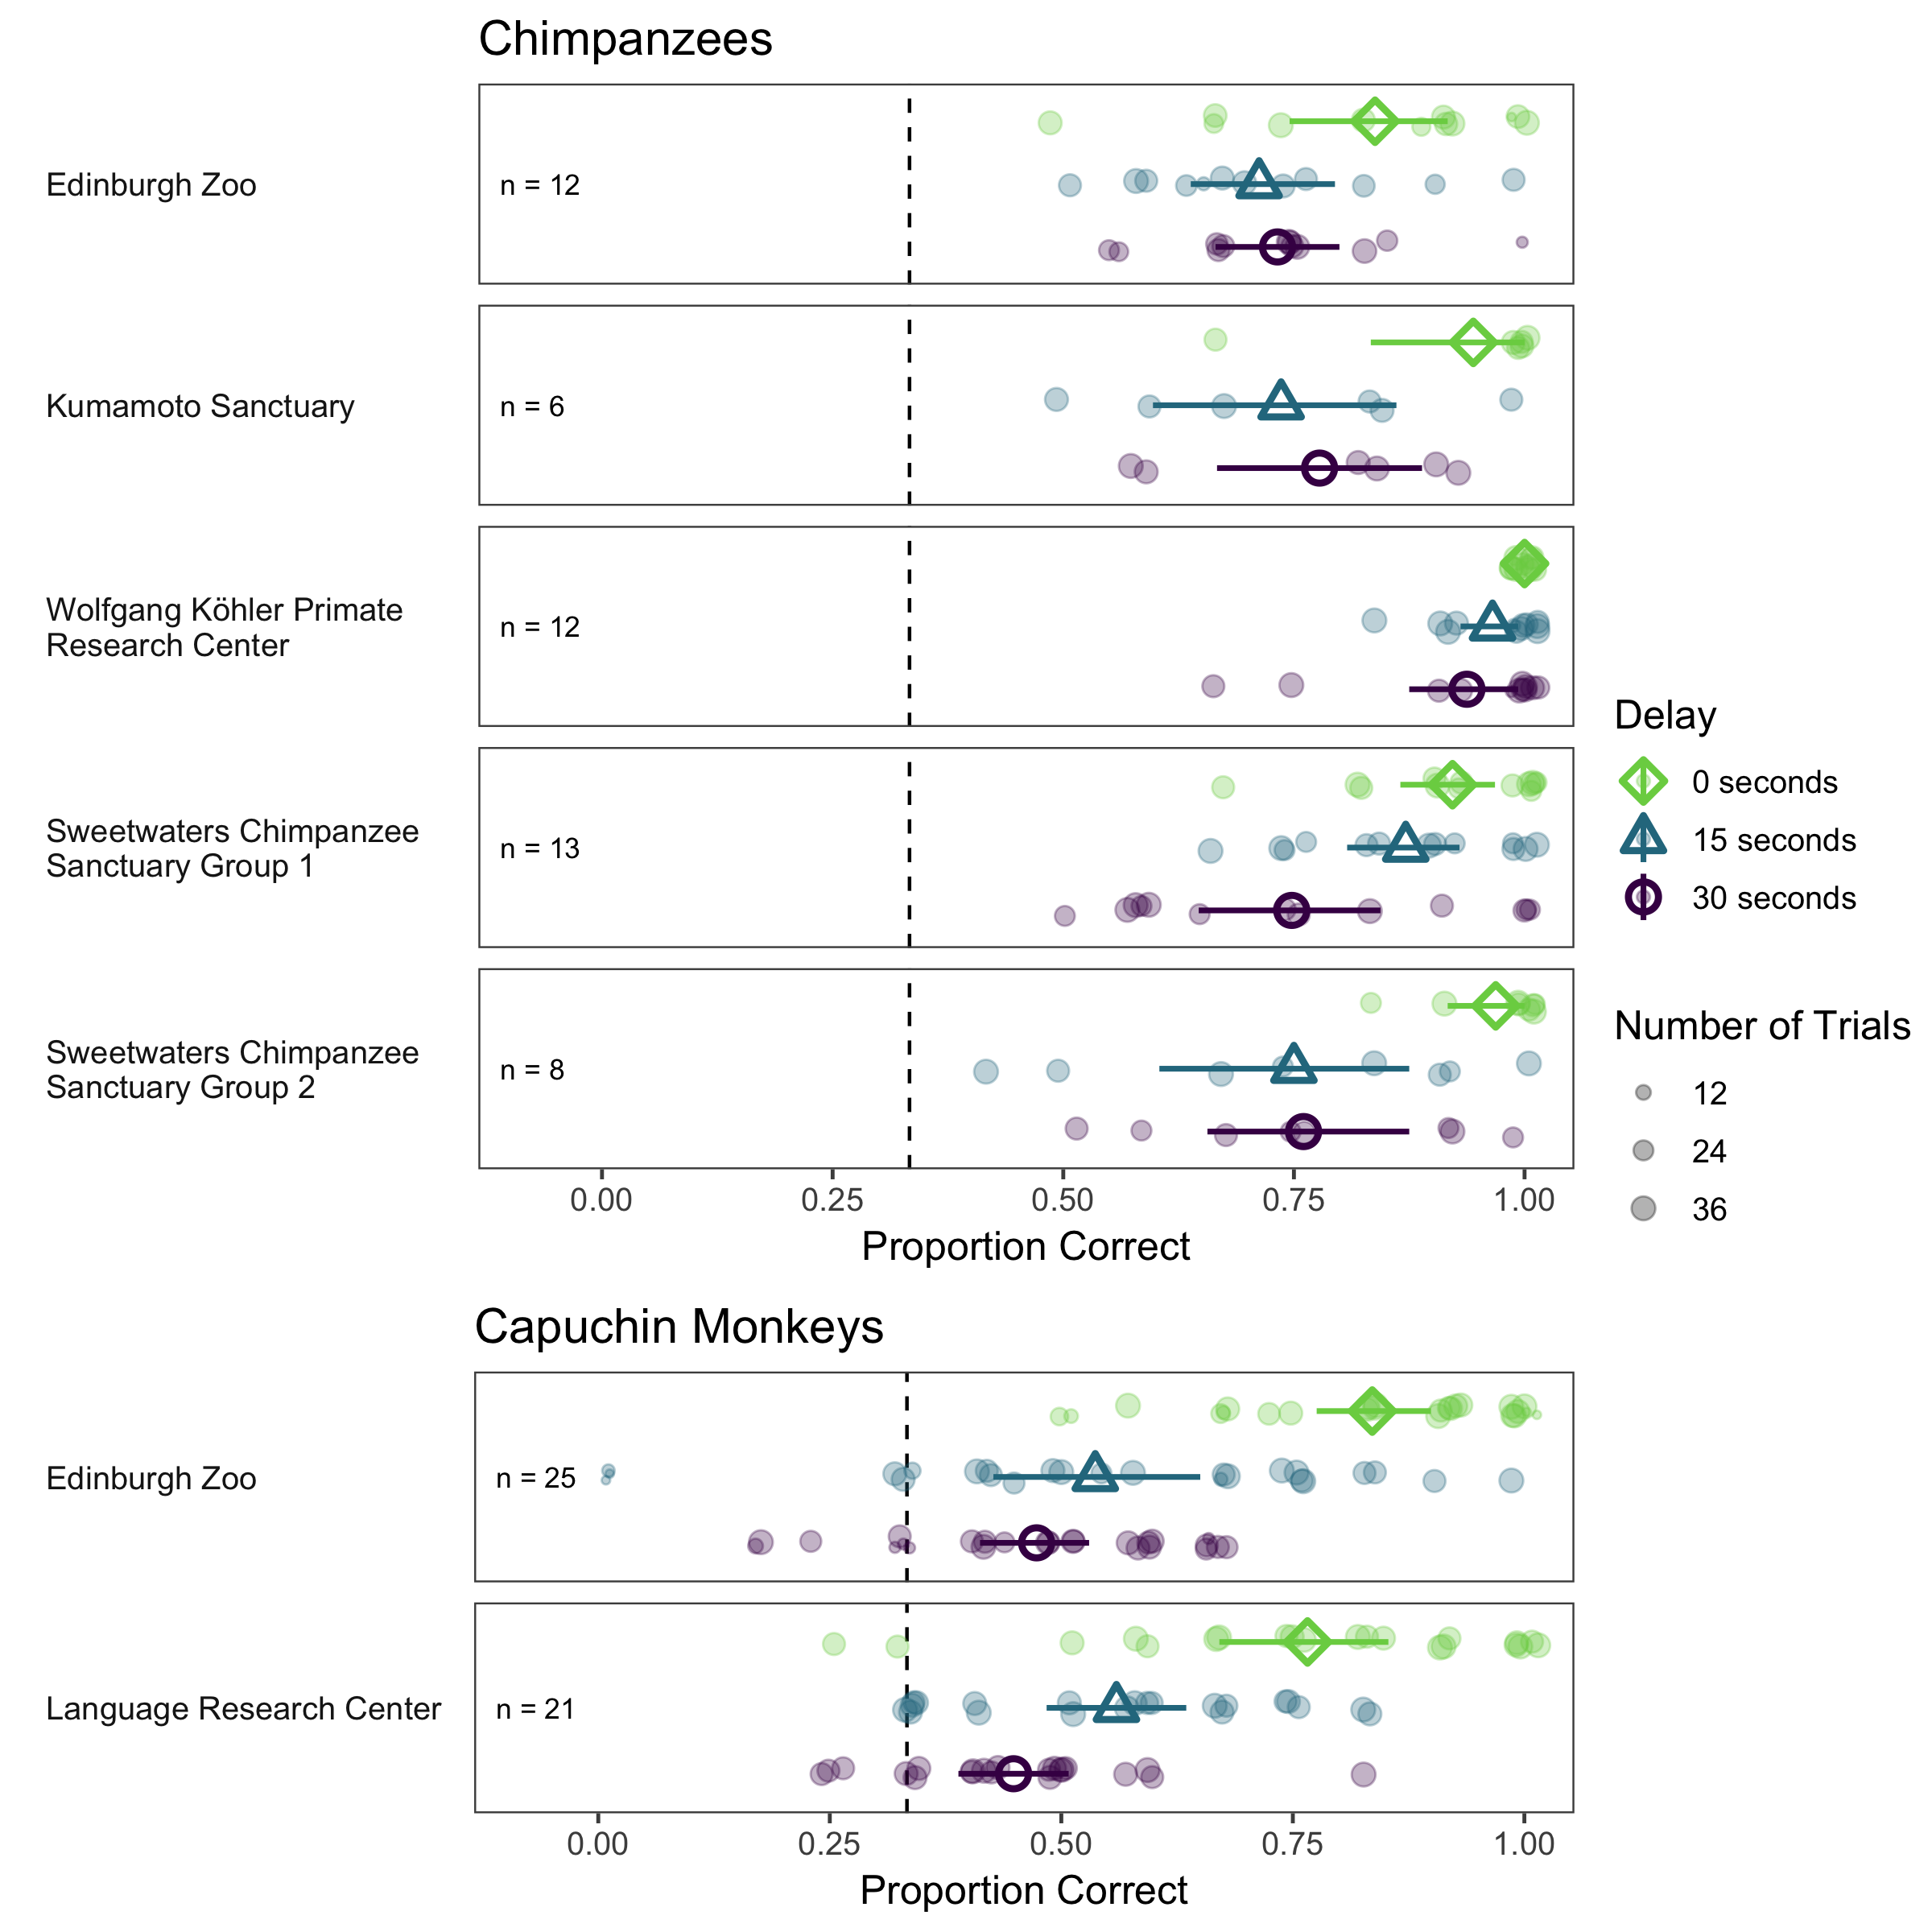 Chimpanzees
Edinburgh Zoo
n = 12
Kumamoto Sanctuary
n = 6
Wolfgang Köhler Primate
Research Center
n = 12
Sweetwaters Chimpanzee
Sanctuary Group 1
n = 13
Sweetwaters Chimpanzee
Sanctuary Group 2
n = 8
0.00 0.25 0.50 0.75 1.00
Proportion Correct
Delay
0 seconds
15 seconds
30 seconds
Number of Trials
12
24
36
Capuchin Monkeys
Edinburgh Zoo
n = 25
Language Research Center
n = 21
0.00 0.25 0.50 0.75 1.00
Proportion Correct